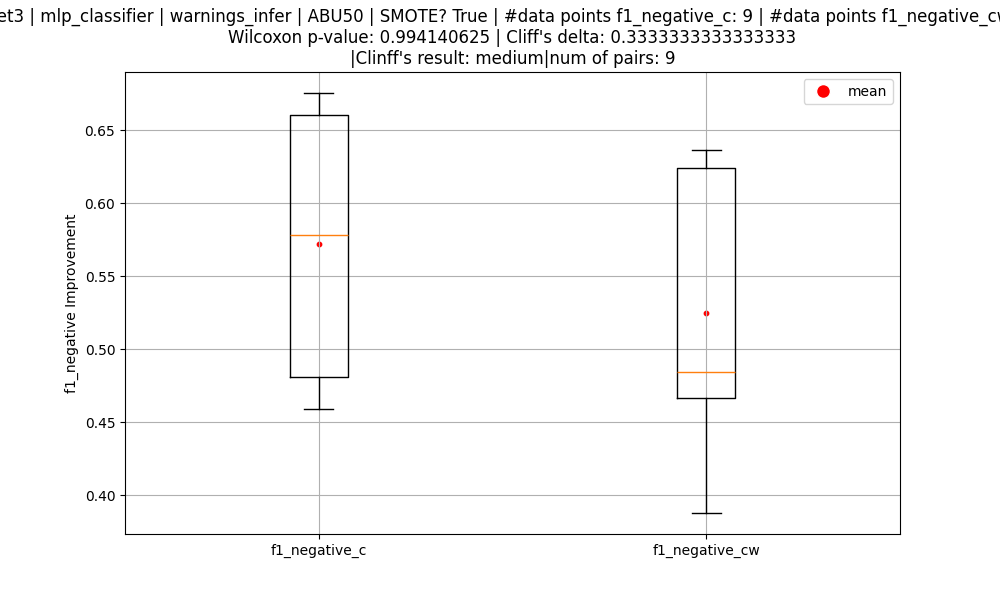 et3 | mlp_classifier | warnings_infer | ABU50 | SMOTE? True | #data points f1_negative_c: 9 | #data points f1_negative_cw
Wilcoxon p-value: 0.994140625 | Cliff's delta: 0.3333333333333333
|Clinff's result: medium|num of pairs: 9
mean
0.65
0.60
0.55
0.50
0.45
0.40
f1_negative Improvement
f1_negative_c
f1_negative_cw